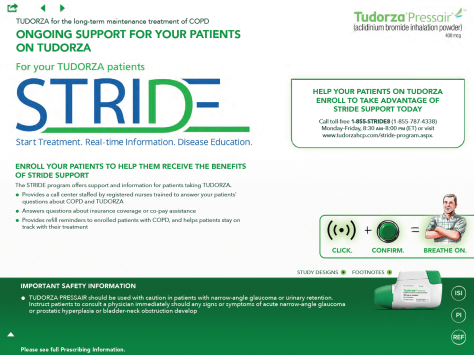 TUDORZA for the long-term maintenance treatment of COPD
ONGOING SUPPORT FOR YOUR PATIENTS
ON TUDORZA
Tudorza™ Pressair™
(aclidinium bromide inhalation powder)
400 mcg
For your TUDORZA patients
STRIDE
Start Treatment. Real-time Information. Disease Education.
HELP YOUR PATIENTS ON TUDORZA
ENROLL TO TAKE ADVANTAGE OF
STRIDE SUPPORT TODAY
Call toll-free 1-855-STRIDE8 (1-855-787-4338)
Monday-Friday, 8:30 AM-8:00 PM (ET) or visit
www.tudorzahcp.com/stride-program.aspx.
ENROLL YOUR PATIENTS TO HELP THEM RECEIVE THE BENEFITS
OF STRIDE SUPPORT
The STRIDE program offers support and information for patients taking TUDORZA.
• Provides a call center staffed by registered nurses trained to answer your patients'
questions about COPD and TUDORZA
• Answers questions about insurance coverage or co-pay assistance
• Provides refill reminders to enrolled patients with COPD, and helps patients stay on
track with their treatment
+ =
CLICK. CONFIRM. BREATHE ON.
STUDY DESIGNS FOOTNOTES
IMPORTANT SAFETY INFORMATION
• TUDORZA PRESSAIR should be used with caution in patients with narrow-angle glaucoma or urinary retention.
Instruct patients to consult a physician immediately should any signs or symptoms of acute narrow-angle glaucoma
or prostatic hyperplasia or bladder-neck obstruction develop
ISI
PI
REF
Please see full Prescribing Information.